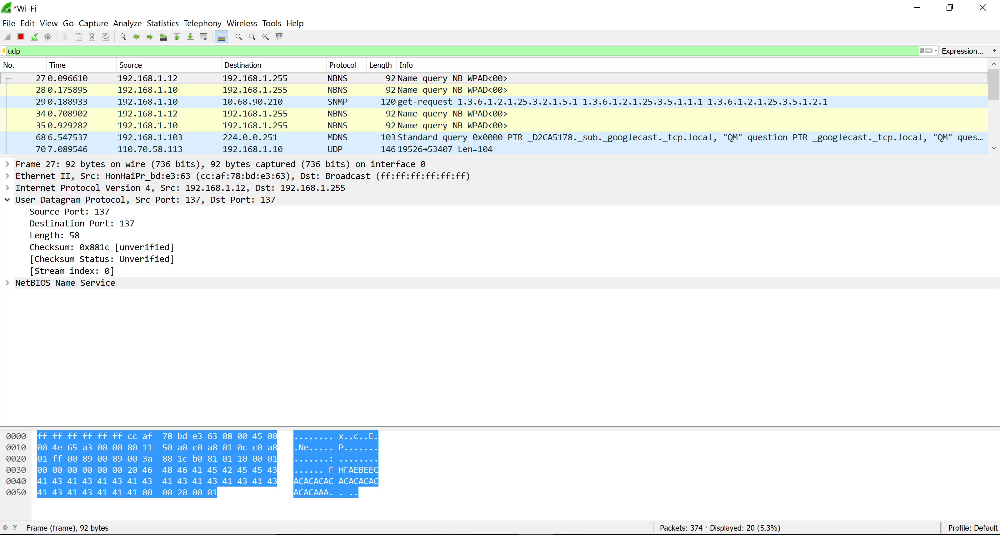 *Wi-Fi
File Edit View Go Capture Analyze Statistics Telephony Wireless Tools Help
udp
Expression... +
No. Time Source Destination Protocol Length Info
27 0.096610 192.168.1.12 192.168.1.255 NBNS 92 Name query NB WPAD<00>
28 0.175895 192.168.1.10 192.168.1.255 NBNS 92 Name query NB WPAD<00>
29 0.188933 192.168.1.10 10.68.90.210 SNMP 120 get-request 1.3.6.1.2.1.25.3.2.1.5.1 1.3.6.1.2.1.25.3.5.1.1.1 1.3.6.1.2.1.25.3.5.1.2.1
34 0.708902 192.168.1.12 192.168.1.255 NBNS 92 Name query NB WPAD<00>
35 0.929282 192.168.1.10 192.168.1.255 NBNS 92 Name query NB WPAD<00>
68 6.547537 192.168.1.103 224.0.0.251 MDNS 103 Standard query 0x0000 PTR _D2CA5178._sub._googlecast._tcp.local, "QM" question PTR _googlecast._tcp.local, "QM" ques...
70 7.089546 110.70.58.113 192.168.1.10 UDP 146 19526→53407 Len=104
Frame 27: 92 bytes on wire (736 bits), 92 bytes captured (736 bits) on interface 0
Ethernet II, Src: HonHaiPr_bd:e3:63 (cc:af:78:bd:e3:63), Dst: Broadcast (ff:ff:ff:ff:ff:ff)
Internet Protocol Version 4, Src: 192.168.1.12, Dst: 192.168.1.255
User Datagram Protocol, Src Port: 137, Dst Port: 137
Source Port: 137
Destination Port: 137
Length: 58
Checksum: 0x881c [unverified]
[Checksum Status: Unverified]
[Stream index: 0]
NetBIOS Name Service
0000 ff ff ff ff ff ff cc af 78 bd e3 63 08 00 45 00 ........ x..c..E.
0010 00 4e 65 a3 00 00 80 11 50 a0 c0 a8 01 0c c0 a8 .Ne..... P.......
0020 01 ff 00 89 00 89 00 3a 88 1c b0 81 01 10 00 01 .......: ........
0030 00 00 00 00 00 00 20 46 48 46 41 45 42 45 45 43 ...... F HFAEBEEC
0040 41 43 41 43 41 43 41 43 41 43 41 43 41 43 41 43 ACACACAC ACACACAC
0050 41 43 41 43 41 41 41 00 00 20 00 01 ACACAAA. . ..
Frame (frame), 92 bytes
Packets: 374 · Displayed: 20 (5.3%)
Profile: Default